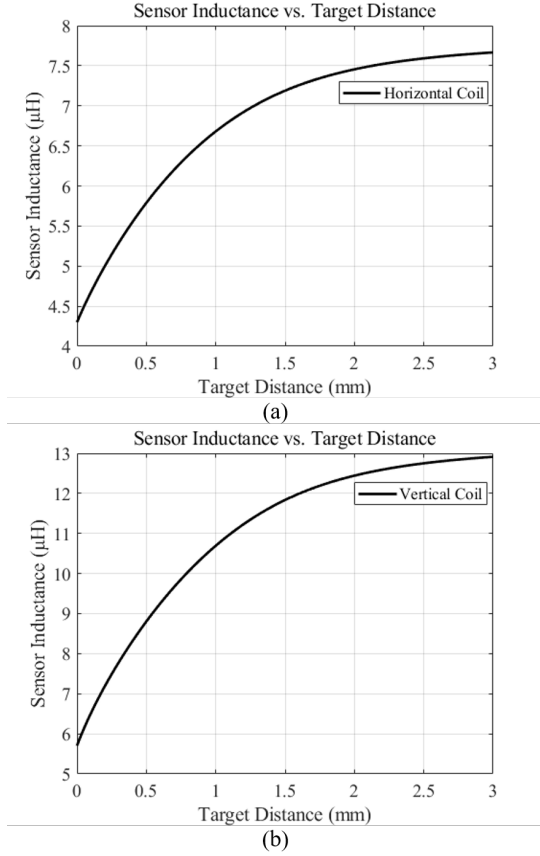 Sensor Inductance vs. Target Distance
8
7.5
7
6.5
6
5.5
5
4.5
4
Sensor Inductance (μH)
Horizontal Coil
0 0.5 1 1.5 2 2.5 3
Target Distance (mm)
(a)
Sensor Inductance vs. Target Distance
13
12
11
10
9
8
7
6
5
Sensor Inductance (μH)
Vertical Coil
0 0.5 1 1.5 2 2.5 3
Target Distance (mm)
(b)